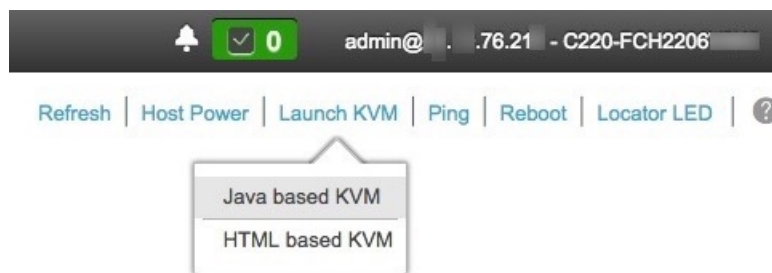 0 admin@ . .76.21 - C220-FCH2206
Refresh | Host Power | Launch KVM | Ping | Reboot | Locator LED | ?
Java based KVM
HTML based KVM